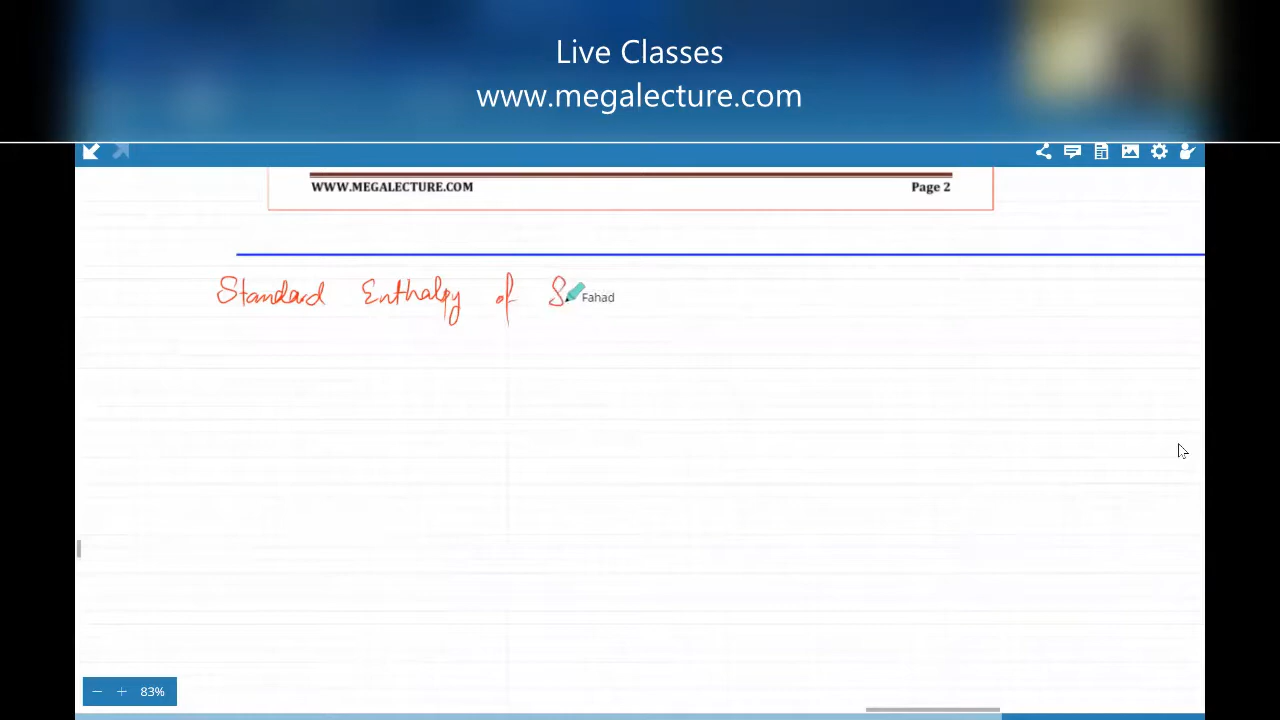 Live Classes
www.megalecture.com
WWW.MEGALECTURE.COM Page 2
Standard Enthalpy of S
Fahad
83%